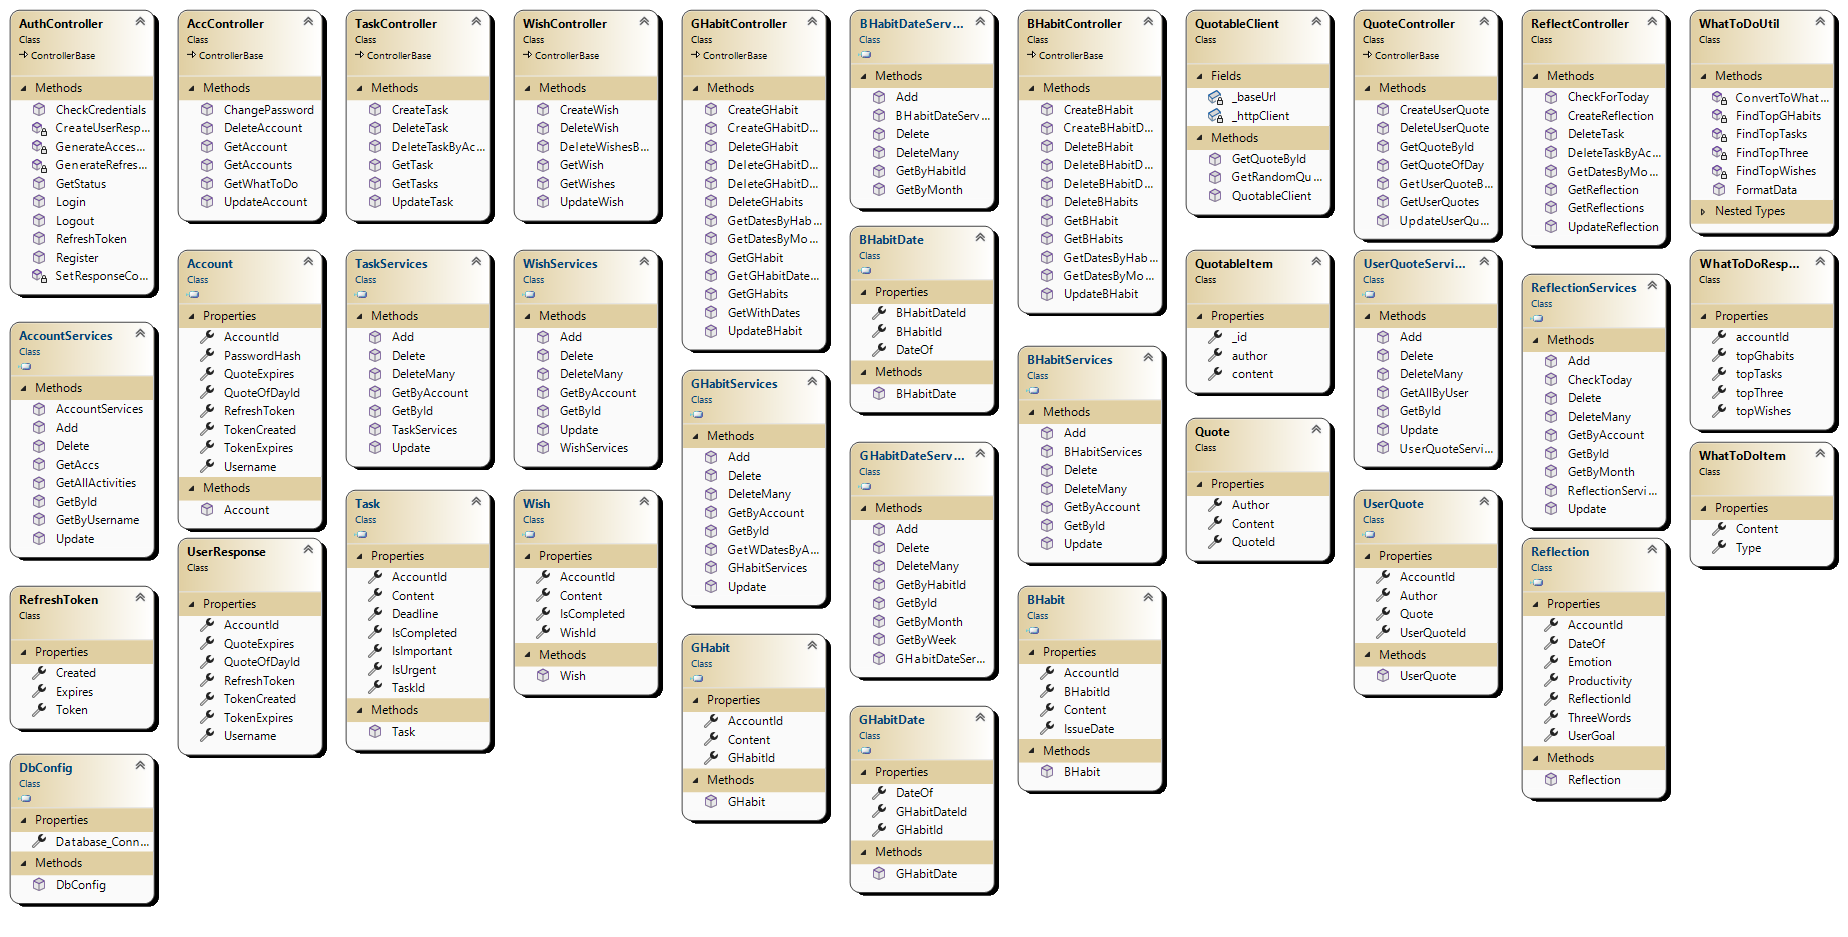 AuthController
Class
ControllerBase
Methods
CheckCredentials
CreateUserResp...
GenerateAcces...
GenerateRefres...
GetStatus
Login
Logout
RefreshToken
Register
SetResponseCo...
AccountServices
Class
Methods
AccountServices
Add
Delete
GetAccs
GetAllActivities
GetById
GetByUsername
Update
RefreshToken
Class
Properties
Created
Expires
Token
DbConfig
Class
Properties
Database_Conn...
Methods
DbConfig
AccController
Class
ControllerBase
Methods
ChangePassword
DeleteAccount
GetAccount
GetAccounts
GetWhatToDo
UpdateAccount
Account
Class
Properties
AccountId
PasswordHash
QuoteExpires
QuoteOfDayId
RefreshToken
TokenCreated
TokenExpires
Username
Methods
Account
UserResponse
Class
Properties
AccountId
QuoteExpires
QuoteOfDayId
RefreshToken
TokenCreated
TokenExpires
Username
TaskController
Class
ControllerBase
Methods
CreateTask
DeleteTask
DeleteTaskByAc...
GetTask
GetTasks
UpdateTask
TaskServices
Class
Methods
Add
Delete
DeleteMany
GetByAccount
GetById
TaskServices
Update
Task
Class
Properties
AccountId
Content
Deadline
IsCompleted
IsImportant
IsUrgent
TaskId
Methods
Task
WishController
Class
ControllerBase
Methods
CreateWish
DeleteWish
DeleteWishesB...
GetWish
GetWishes
UpdateWish
WishServices
Class
Methods
Add
Delete
DeleteMany
GetByAccount
GetById
Update
WishServices
Wish
Class
Properties
AccountId
Content
IsCompleted
WishId
Methods
Wish
GHabitController
Class
ControllerBase
Methods
CreateGHabit
CreateGHabitD...
DeleteGHabit
DeleteGHabitD...
DeleteGHabitD...
DeleteGHabits
GetDatesByHab...
GetDatesByMo...
GetGHabit
GetGHabitDate...
GetGHabits
GetWithDates
UpdateBHabit
GHabitServices
Class
Methods
Add
Delete
DeleteMany
GetByAccount
GetById
GetWDatesByA...
GHabitServices
Update
GHabit
Class
Properties
AccountId
Content
GHabitId
Methods
GHabit
BHabitDateServ...
Class
Methods
Add
BHabitDateServ...
Delete
DeleteMany
GetByHabitId
GetByMonth
BHabitDate
Class
Properties
BHabitDateId
BHabitId
DateOf
Methods
BHabitDate
GHabitDateServ...
Class
Methods
Add
Delete
DeleteMany
GetByHabitId
GetById
GetByMonth
GetByWeek
GHabitDateSer...
GHabitDate
Class
Properties
DateOf
GHabitDateId
GHabitId
Methods
GHabitDate
BHabitController
Class
ControllerBase
Methods
CreateBHabit
CreateBHabitD...
DeleteBHabit
DeleteBHabitD...
DeleteBHabitD...
DeleteBHabits
GetBHabit
GetBHabits
GetDatesByHab...
GetDatesByMo...
UpdateBHabit
BHabitServices
Class
Methods
Add
BHabitServices
Delete
DeleteMany
GetByAccount
GetById
Update
BHabit
Class
Properties
AccountId
BHabitId
Content
IssueDate
Methods
BHabit
QuotableClient
Class
Fields
_baseUrl
_httpClient
Methods
GetQuoteById
GetRandomQu...
QuotableClient
QuotableItem
Class
Properties
_id
author
content
Quote
Class
Properties
Author
Content
QuoteId
QuoteController
Class
ControllerBase
Methods
CreateUserQuote
DeleteUserQuote
GetQuoteById
GetQuoteOfDay
GetUserQuoteB...
GetUserQuotes
UpdateUserQu...
UserQuoteServi...
Class
Methods
Add
Delete
DeleteMany
GetAllByUser
GetById
Update
UserQuoteServi...
UserQuote
Class
Properties
AccountId
Author
Quote
UserQuoteId
Methods
UserQuote
ReflectController
Class
ControllerBase
Methods
CheckForToday
CreateReflection
DeleteTask
DeleteTaskByAc...
GetDatesByMo...
GetReflection
GetReflections
UpdateReflection
ReflectionServices
Class
Methods
Add
CheckToday
Delete
DeleteMany
GetByAccount
GetById
GetByMonth
ReflectionServi...
Update
Reflection
Class
Properties
AccountId
DateOf
Emotion
Productivity
ReflectionId
ThreeWords
UserGoal
Methods
Reflection
WhatToDoUtil
Class
Methods
ConvertToWhat...
FindTopGHabits
FindTopTasks
FindTopThree
FindTopWishes
FormatData
Nested Types
WhatToDoResp...
Class
Properties
accountId
topGhabits
topTasks
topThree
topWishes
WhatToDoItem
Class
Properties
Content
Type